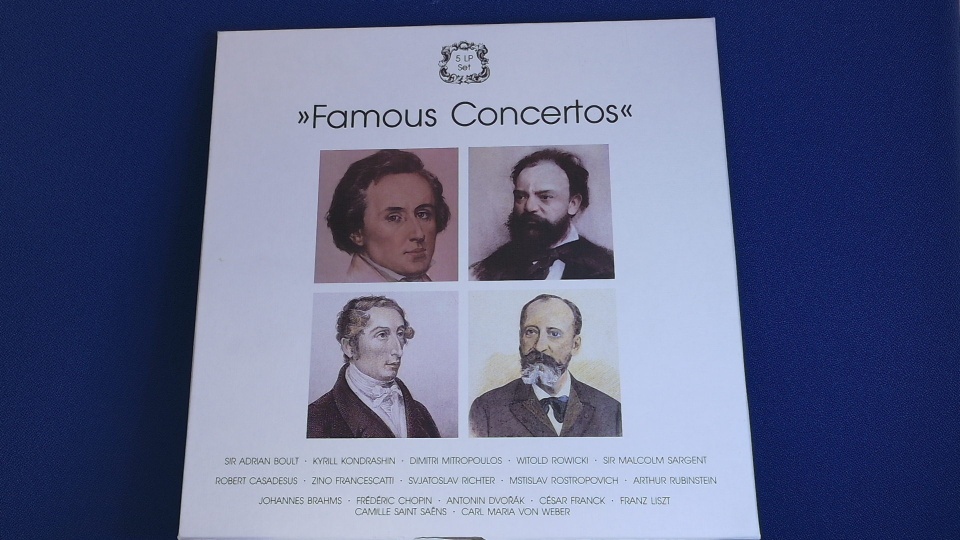 5 LP
Set
»Famous Concertos«
SIR ADRIAN BOULT · KYRILL KONDRASHIN · DIMITRI MITROPOULOS · WITOLD ROWICKI · SIR MALCOLM SARGENT
ROBERT CASADESUS · ZINO FRANCESCATTI · SVJATOSLAV RICHTER · MSTISLAV ROSTROPOVICH · ARTHUR RUBINSTEIN
JOHANNES BRAHMS · FRÉDÉRIC CHOPIN · ANTONIN DVOŘÁK · CÉSAR FRANCK · FRANZ LISZT
CAMILLE SAINT SAËNS · CARL MARIA VON WEBER